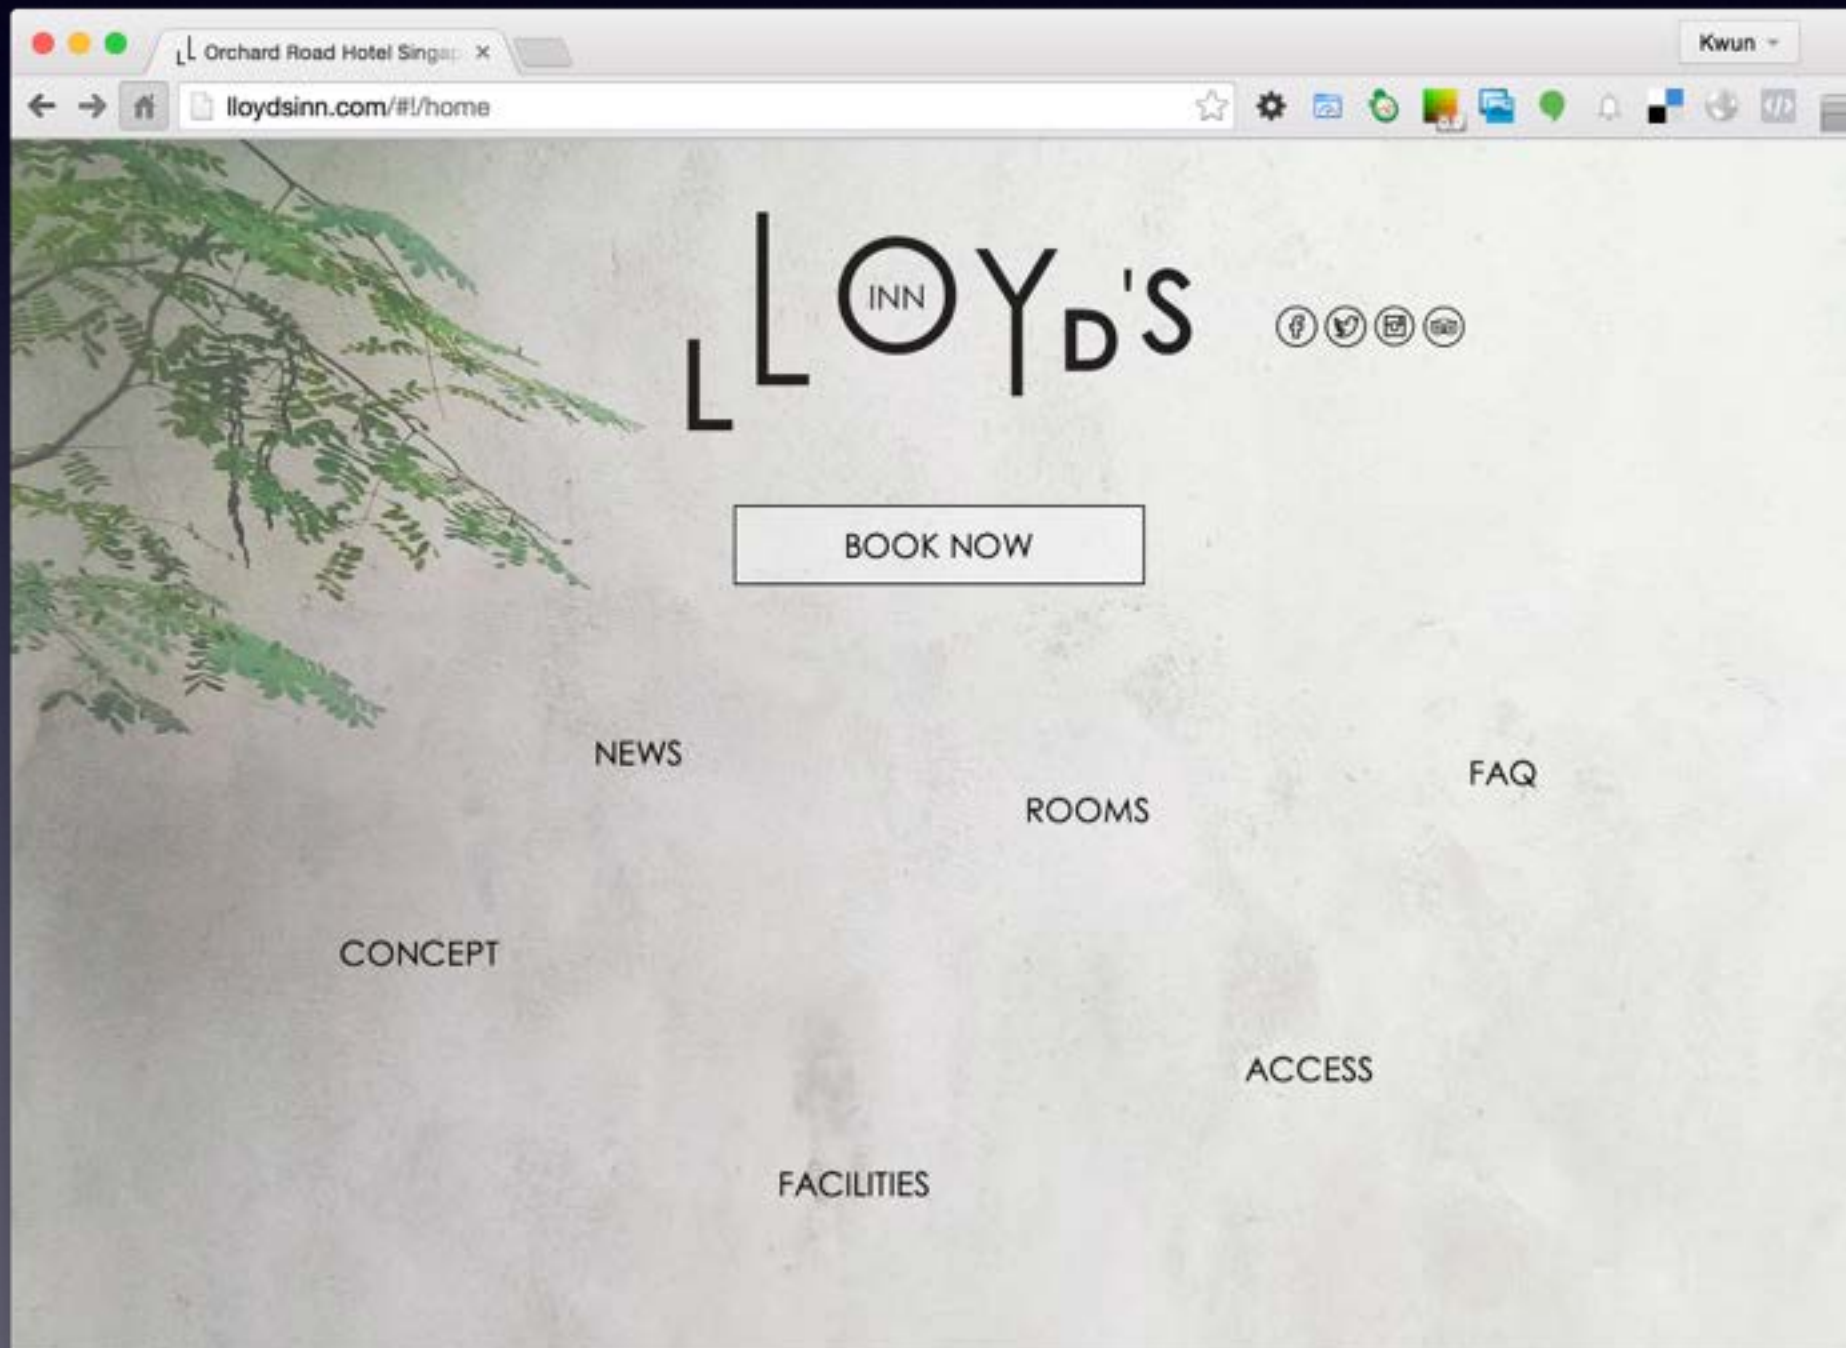 Orchard Road Hotel Singap
Kwun
lloydsinn.com/#!/home
LLOYD'S
INN
BOOK NOW
NEWS
FAQ
ROOMS
CONCEPT
ACCESS
FACILITIES